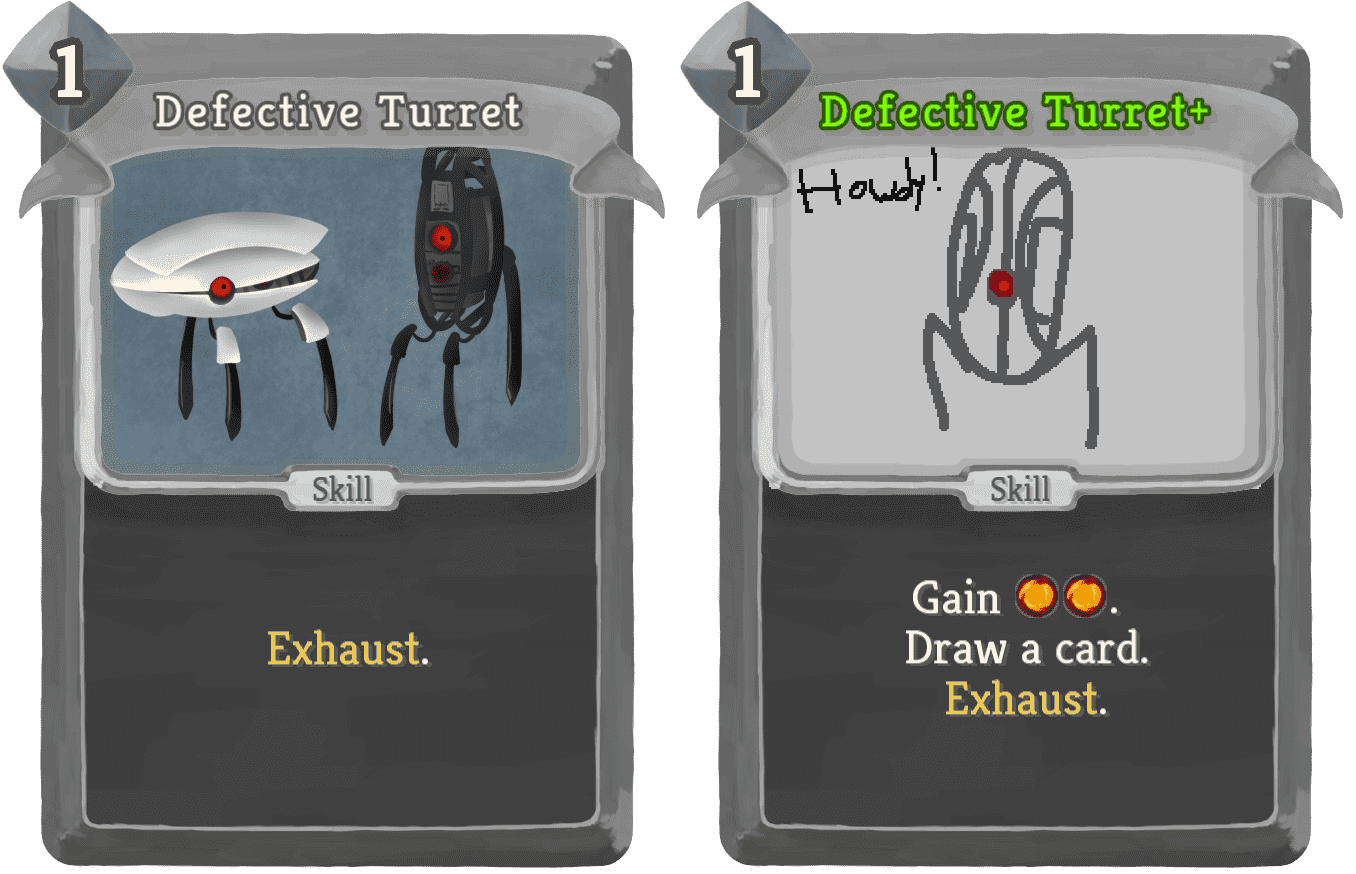 1
Defective Turret
Skill
Exhaust.
1
Defective Turret+
Howdy!
Skill
Gain .
Draw a card.
Exhaust.